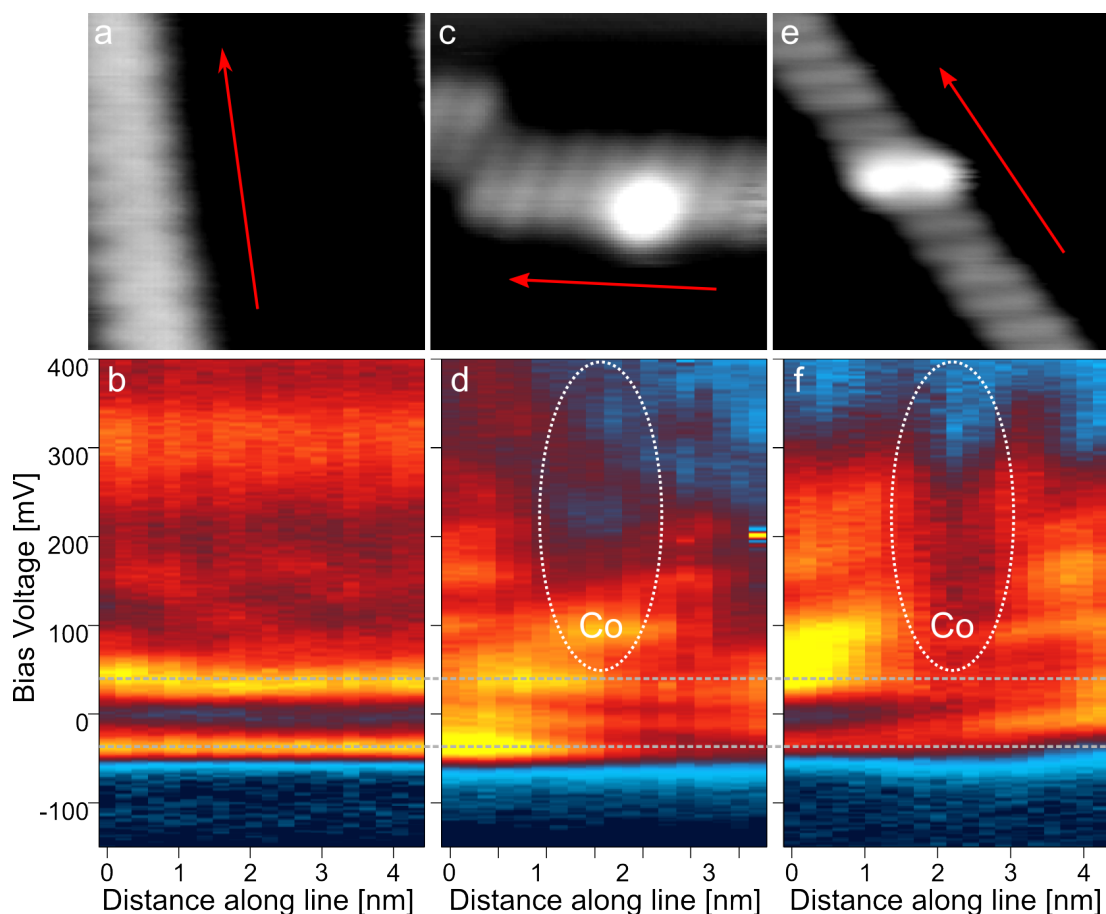 a
c
e
b
d
f
Co
Co
400
300
200
100
0
-100
Bias Voltage [mV]
0 1 2 3 4
0 1 2 3
0 1 2 3 4
Distance along line [nm]
Distance along line [nm]
Distance along line [nm]